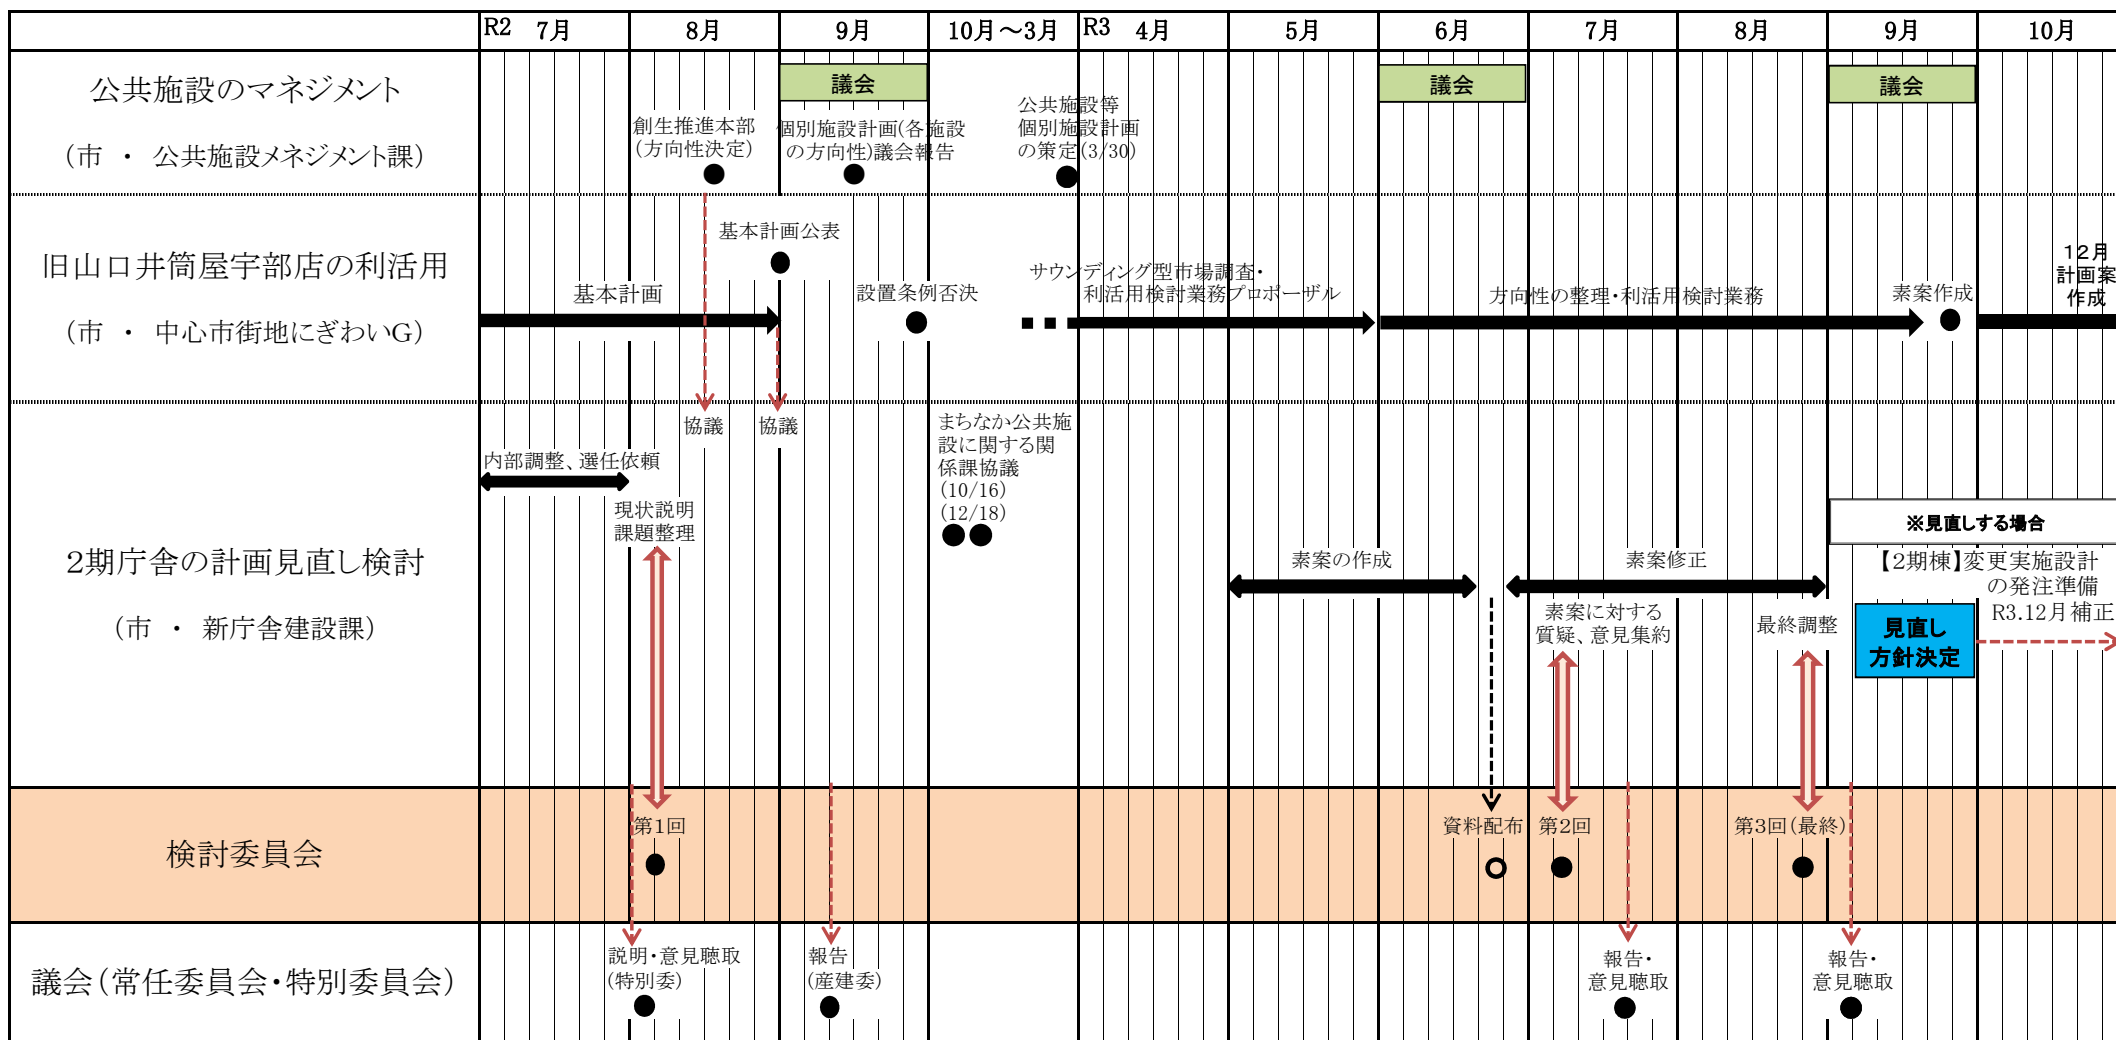 R2 7月 8月 9月 10月～3月 R3 4月 5月 6月 7月 8月 9月 10月
公共施設のマネジメント
（市 ・ 公共施設メネジメント課）
議会
議会
議会
創生推進本部
（方向性決定）
個別施設計画（各施設
の方向性）議会報告
公共施設等
個別施設計画
の策定（3/30）
旧山口井筒屋宇部店の利活用
（市 ・ 中心市街地にぎわいG）
基本計画
基本計画公表
設置条例否決
サウンディング型市場調査・
利活用検討業務プロポーザル
方向性の整理・利活用検討業務
素案作成
12月
計画案
作成
2期庁舎の計画見直し検討
（市 ・ 新庁舎建設課）
内部調整、選任依頼
協議
協議
現状説明
課題整理
まちなか公共施
設に関する関
係課協議
（10/16）
（12/18）
素案の作成
素案修正
素案に対する
質疑、意見集約
最終調整
※見直しする場合
【2期棟】変更実施設計
の発注準備
R3.12月補正
見直し
方針決定
検討委員会
第1回
資料配布
第2回
第3回（最終）
議会（常任委員会・特別委員会）
説明・意見聴取
（特別委）
報告
（産建委）
報告・
意見聴取
報告・
意見聴取